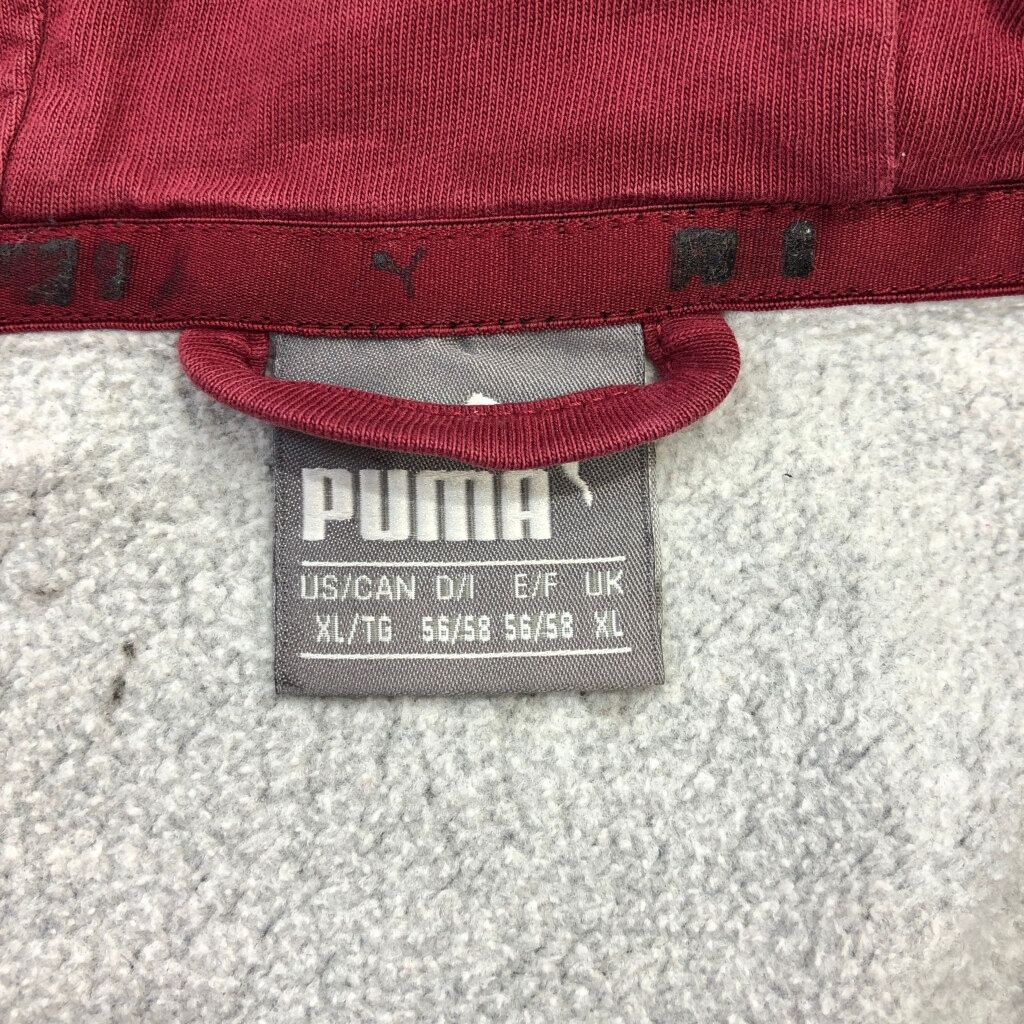 PUMA
US/CAN D/I E/F UK
XL/TG 56/58 56/58 XL